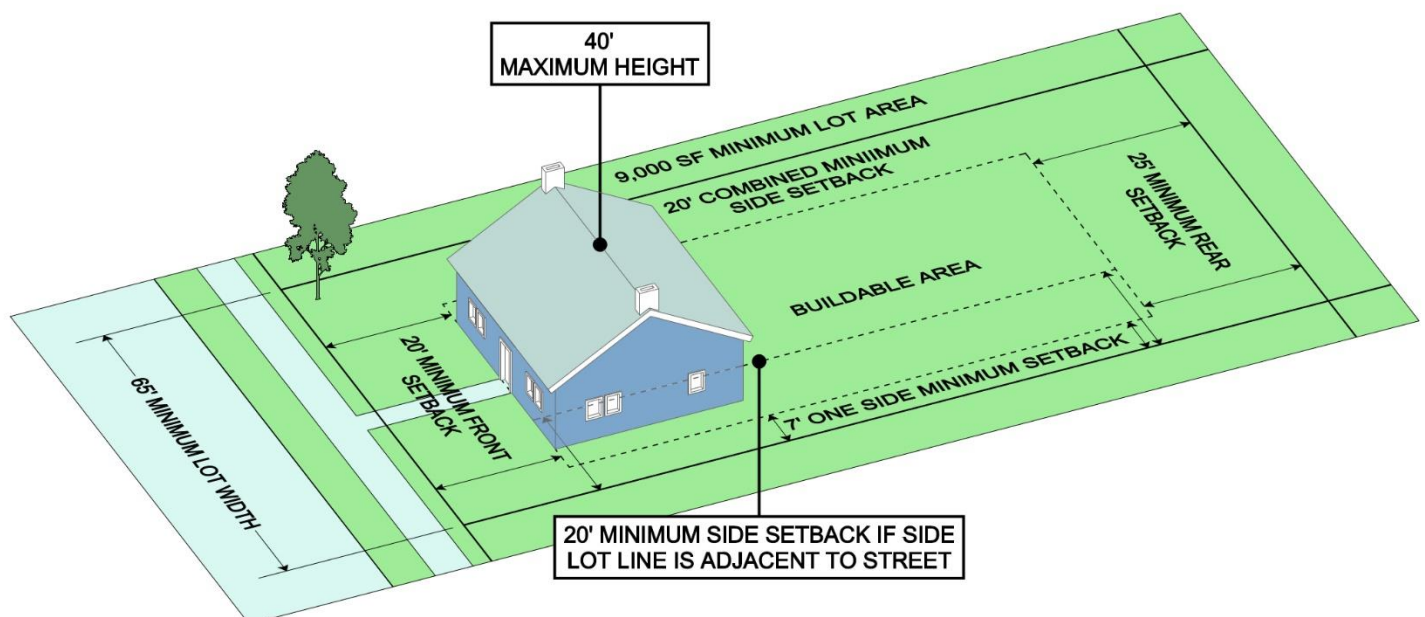 40'
MAXIMUM HEIGHT
9,000 SF MINIMUM LOT AREA
20' COMBINED MINIIMUM
SIDE SETBACK
25' MINIMUM REAR
SETBACK
BUILDABLE AREA
20' MINIMUM FRONT
SETBACK
7' ONE SIDE MINIMUM SETBACK
65' MINIMUM LOT WIDTH
20' MINIMUM SIDE SETBACK IF SIDE
LOT LINE IS ADJACENT TO STREET